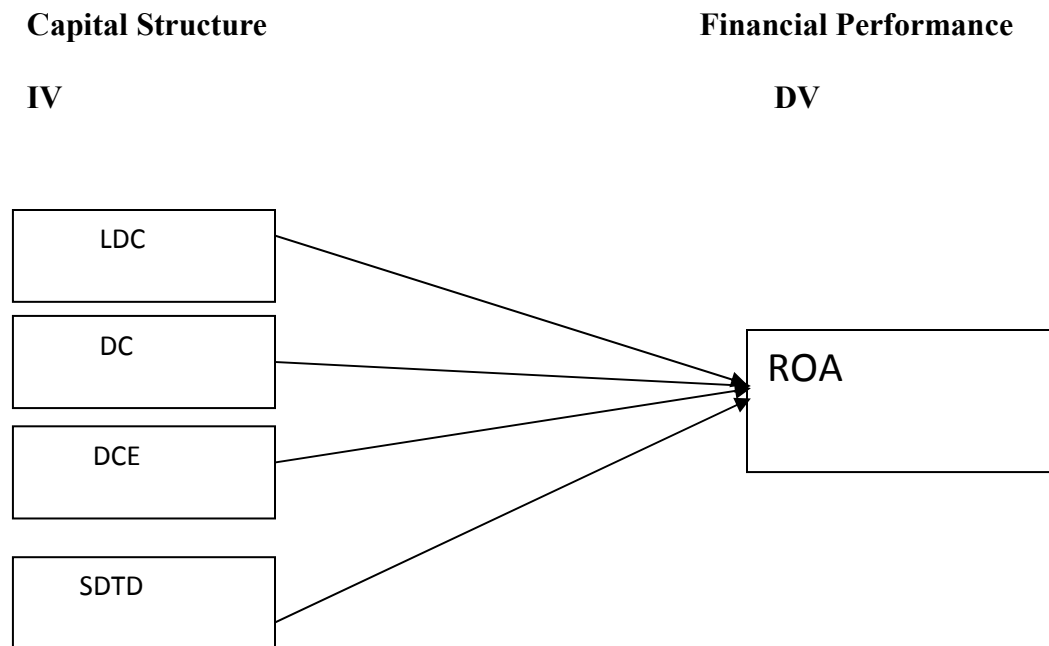 Capital Structure Financial Performance
IV DV
LDC
DC
ROA
DCE
SDTD